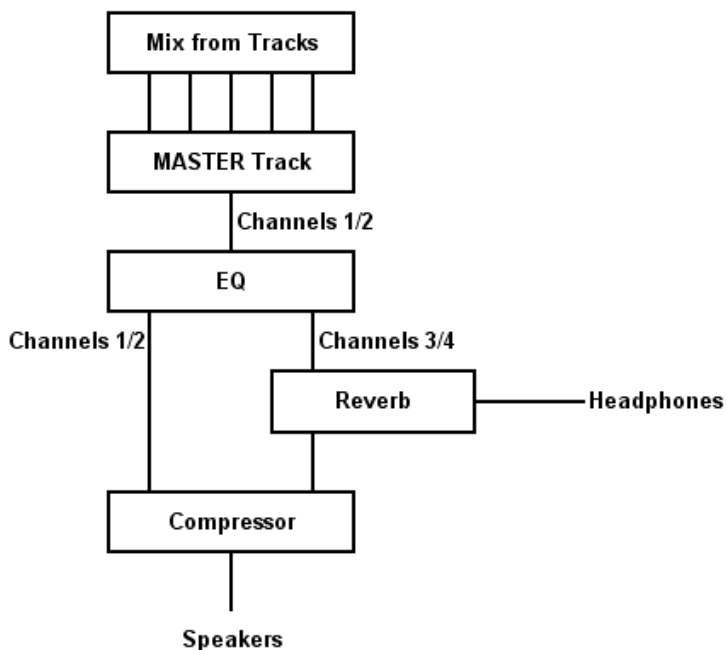 Mix from Tracks
MASTER Track
Channels 1/2
EQ
Channels 1/2
Channels 3/4
Reverb
Headphones
Compressor
Speakers